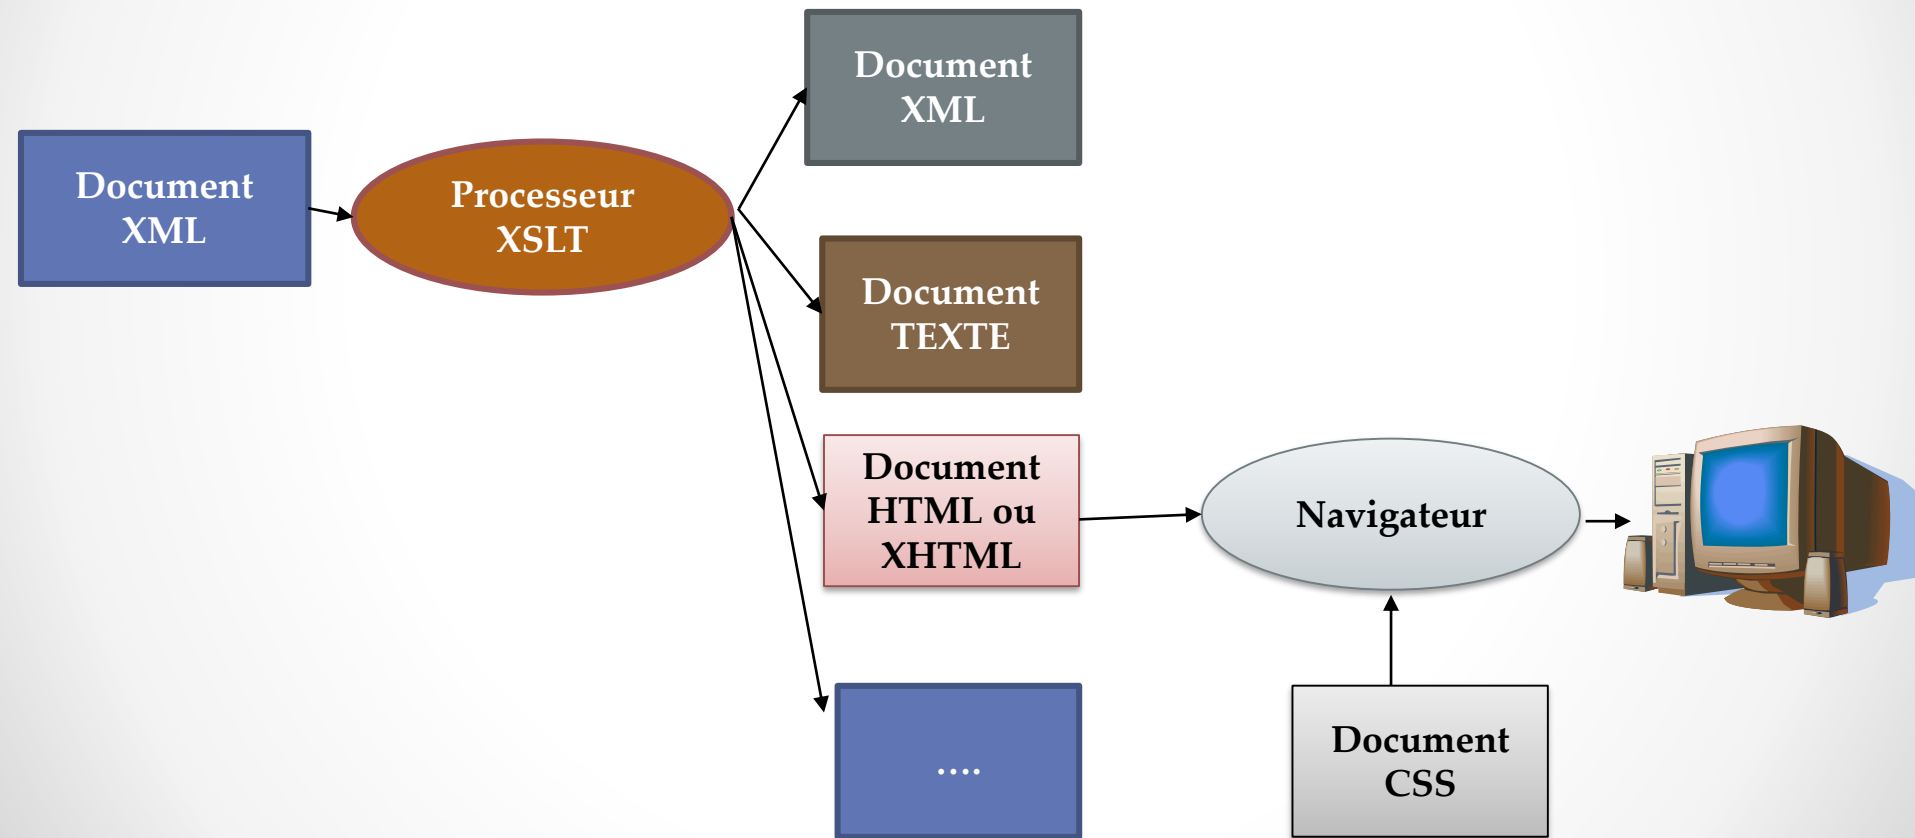 Document
XML
Processeur
XSLT
Document
XML
Document
TEXTE
Document
HTML ou
XHTML
Navigateur
....
Document
CSS